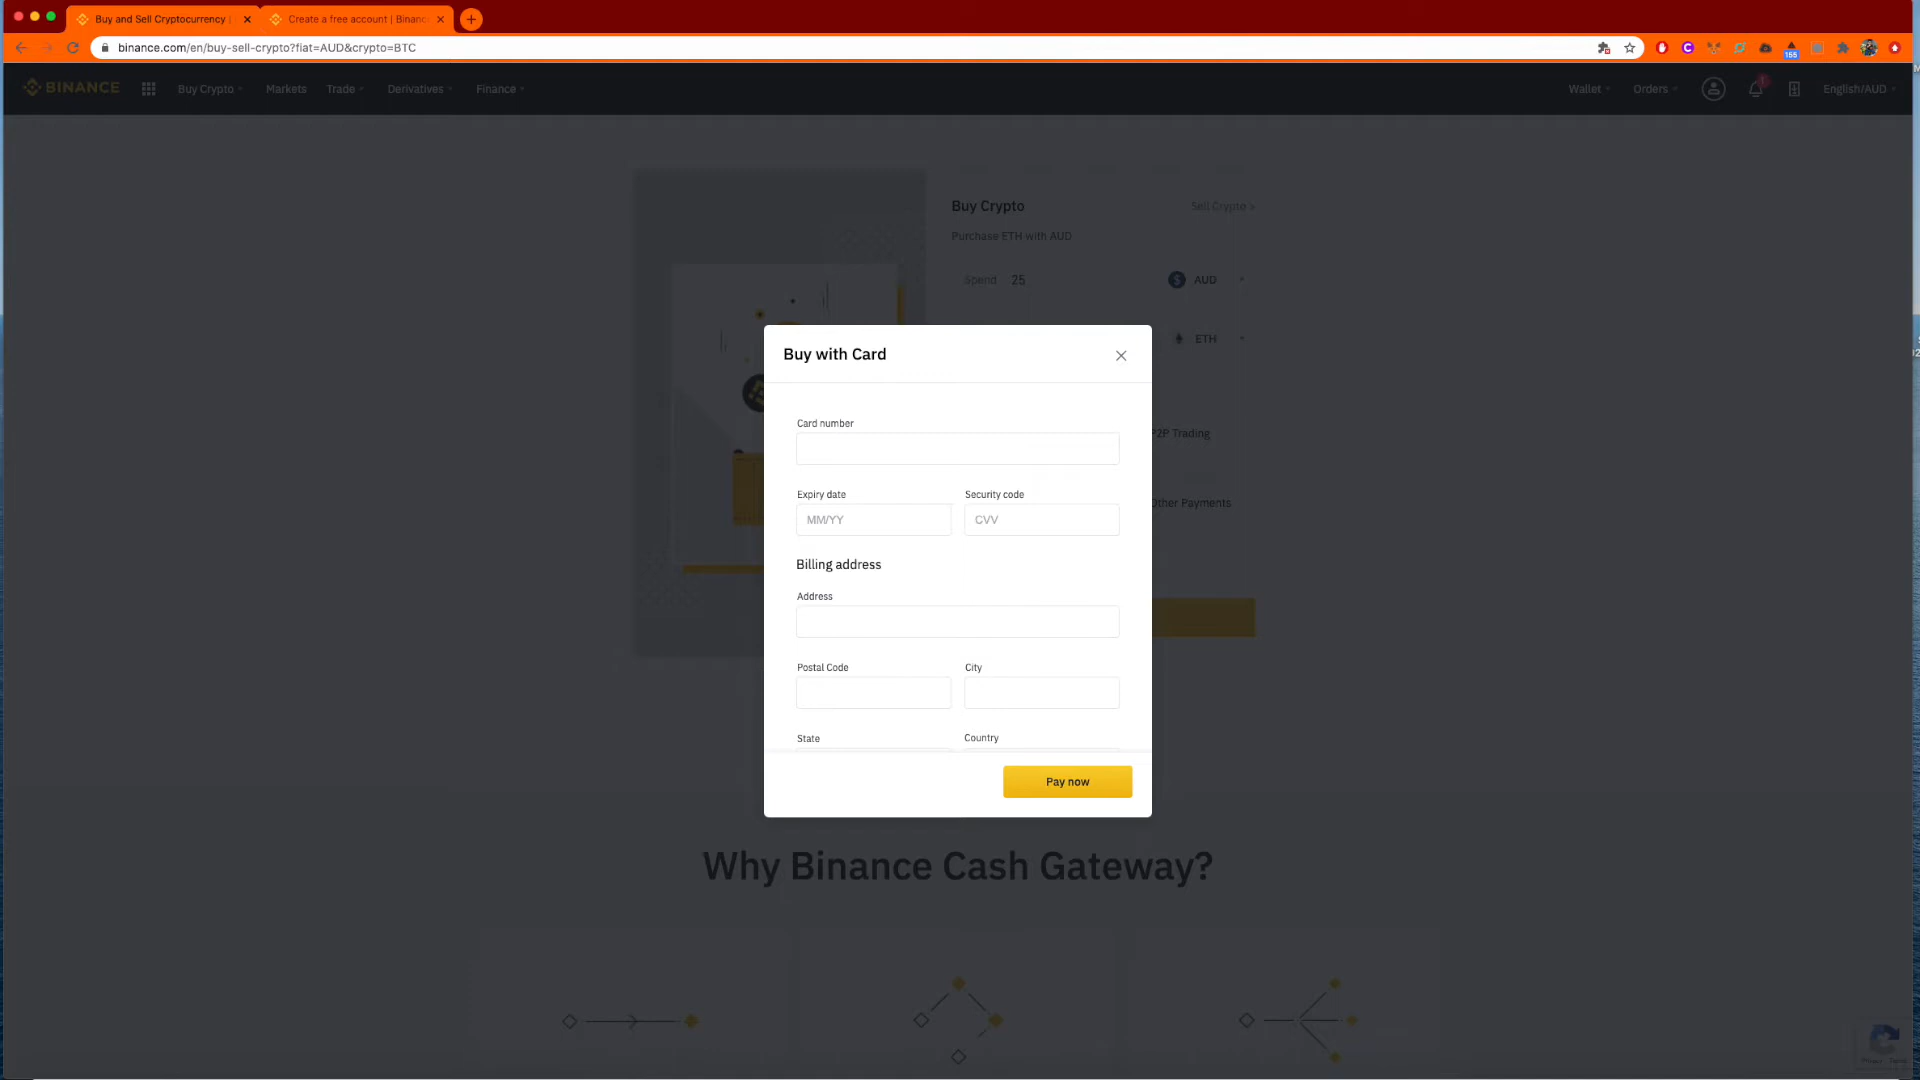 Buy and Sell Cryptocurrency |
Create a free account | Binanc
binance.com/en/buy-sell-crypto?fiat=AUD&crypto=BTC
155
BINANCE
Buy Crypto
Markets
Trade
Derivatives
Finance
Wallet
Orders
1
English/AUD
Buy Crypto
Sell Crypto >
Purchase ETH with AUD
Spend 25
AUD
ETH
Buy with Card
Card number
P2P Trading
Expiry date
Security code
MM/YY
CVV
Other Payments
Billing address
Address
Postal Code
City
State
Country
Pay now
Why Binance Cash Gateway?